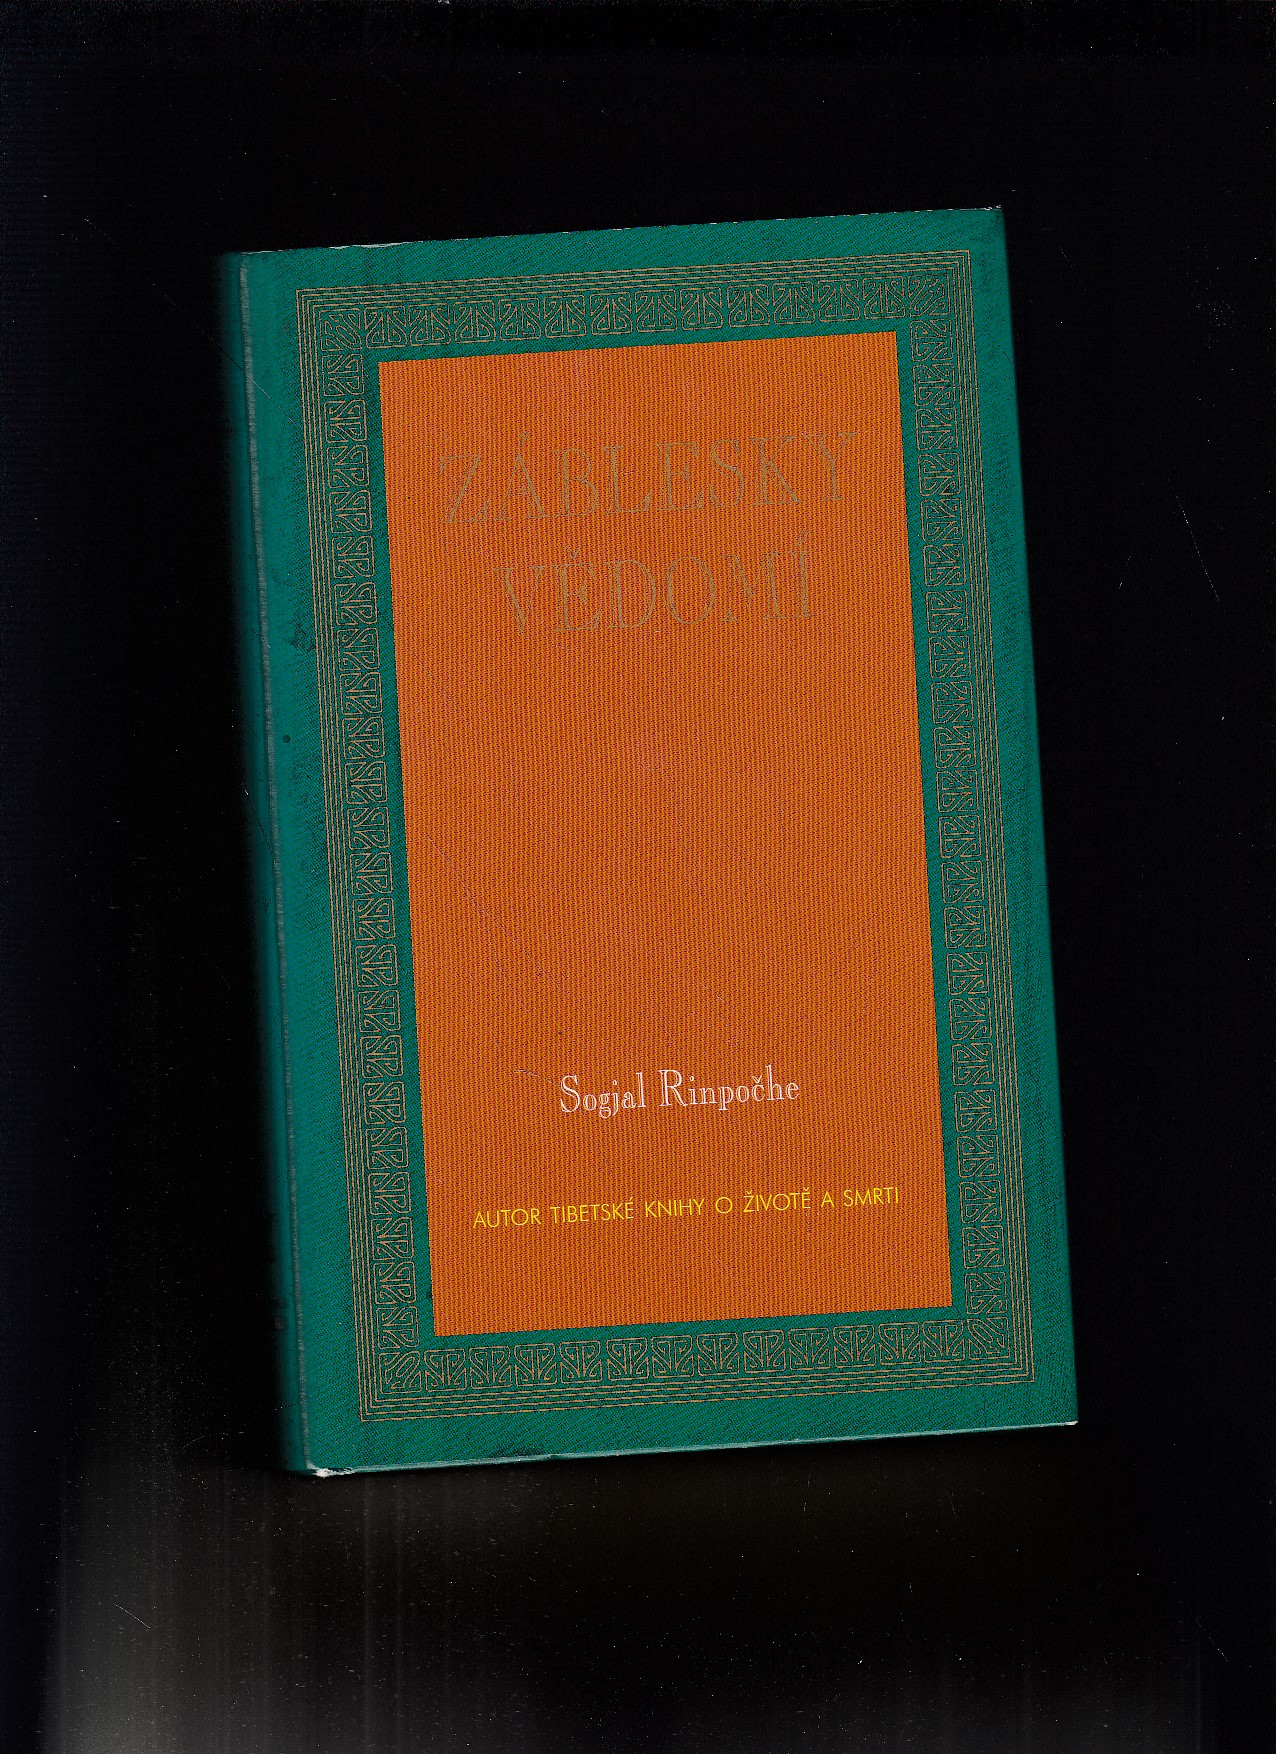 ZÁBLESKY
VĚDOMÍ
Sogjal Rinpočhe
AUTOR TIBETSKÉ KNIHY O ŽIVOTĚ A SMRTI